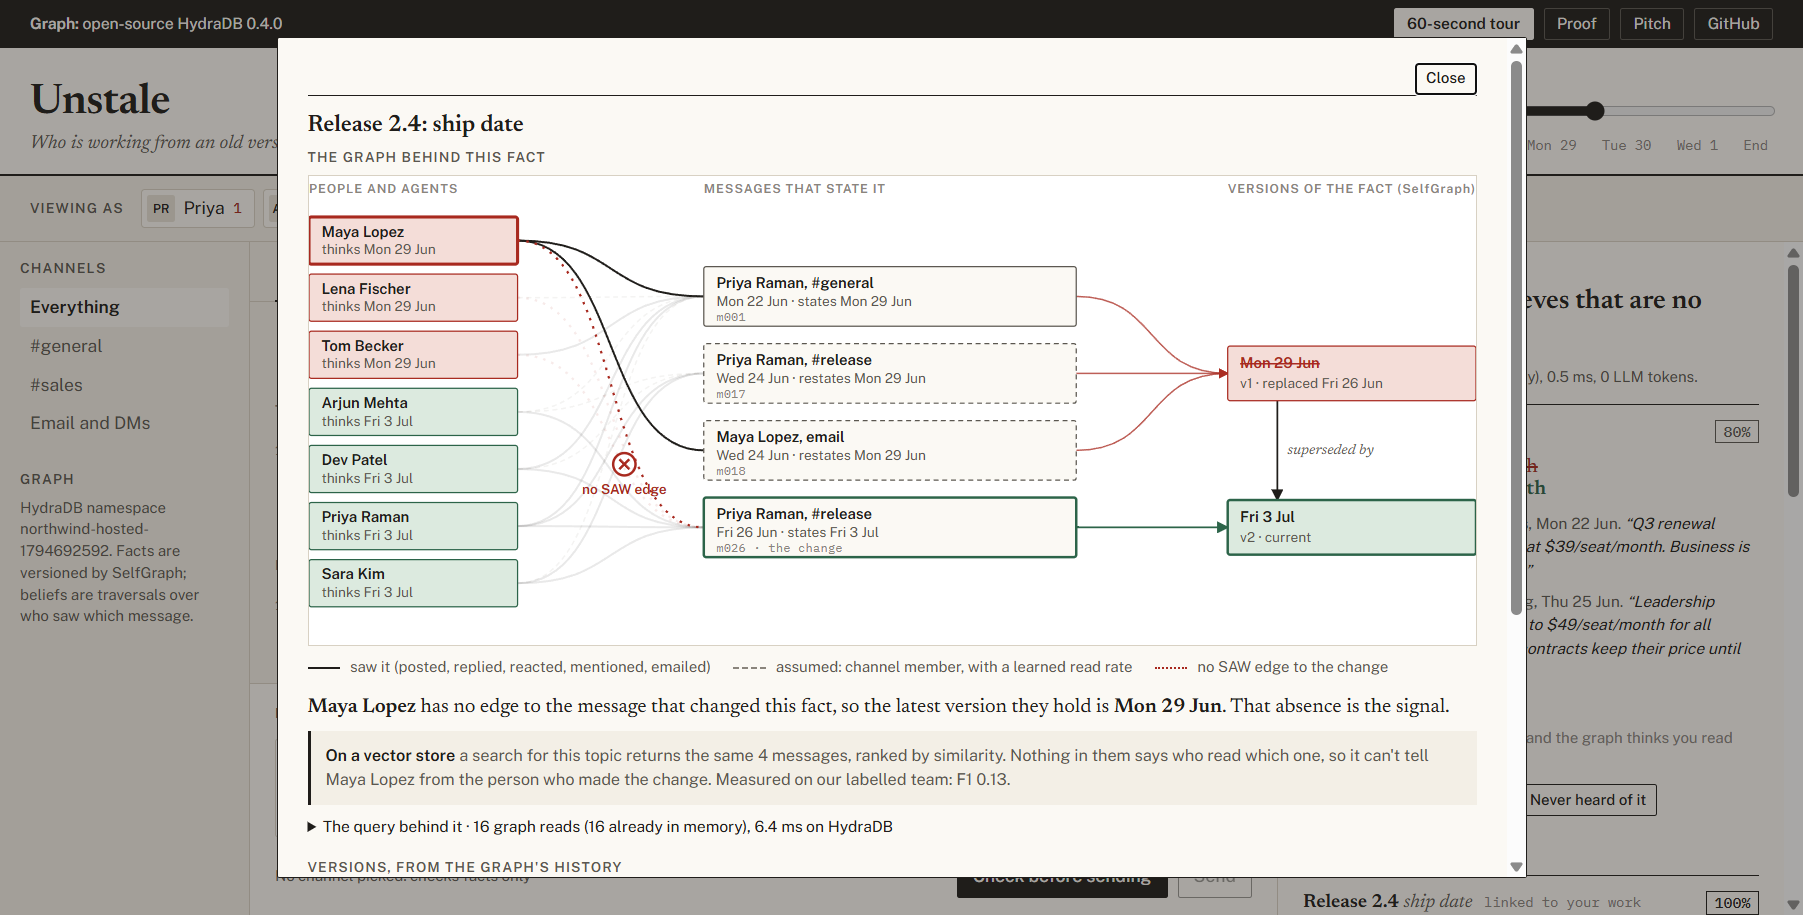 Graph: open-source HydraDB 0.4.0
60-second tour
Proof
Pitch
GitHub
Unstale
Who is working from an old vers
Mon 29
Tue 30
Wed 1
End
VIEWING AS
PR Priya 1
CHANNELS
Everything
#general
#sales
Email and DMs
GRAPH
HydraDB namespace
northwind-hosted-
1794692592. Facts are
versioned by SelfGraph;
beliefs are traversals over
who saw which message.
Close
Release 2.4: ship date
THE GRAPH BEHIND THIS FACT
PEOPLE AND AGENTS
MESSAGES THAT STATE IT
VERSIONS OF THE FACT (SelfGraph)
Maya Lopez
thinks Mon 29 Jun
Lena Fischer
thinks Mon 29 Jun
Tom Becker
thinks Mon 29 Jun
Arjun Mehta
thinks Fri 3 Jul
Dev Patel
thinks Fri 3 Jul
Priya Raman
thinks Fri 3 Jul
Sara Kim
thinks Fri 3 Jul
no SAW edge
Priya Raman, #general
Mon 22 Jun · states Mon 29 Jun
m001
Priya Raman, #release
Wed 24 Jun · restates Mon 29 Jun
m017
Maya Lopez, email
Wed 24 Jun · restates Mon 29 Jun
m018
Priya Raman, #release
Fri 26 Jun · states Fri 3 Jul
m026 · the change
Mon 29 Jun
v1 · replaced Fri 26 Jun
superseded by
Fri 3 Jul
v2 · current
saw it (posted, replied, reacted, mentioned, emailed)
assumed: channel member, with a learned read rate
no SAW edge to the change
Maya Lopez has no edge to the message that changed this fact, so the latest version they hold is Mon 29 Jun. That absence is the signal.
On a vector store a search for this topic returns the same 4 messages, ranked by similarity. Nothing in them says who read which one, so it can't tell
Maya Lopez from the person who made the change. Measured on our labelled team: F1 0.13.
The query behind it · 16 graph reads (16 already in memory), 6.4 ms on HydraDB
VERSIONS, FROM THE GRAPH'S HISTORY
eves that are no
y), 0.5 ms, 0 LLM tokens.
80%
h
th
, Mon 22 Jun. “Q3 renewal
at $39/seat/month. Business is
”
g, Thu 25 Jun. “Leadership
to $49/seat/month for all
ontracts keep their price until
and the graph thinks you read
Never heard of it
No channel picked: checks facts only
Check before sending
Send
Release 2.4 ship date linked to your work
100%